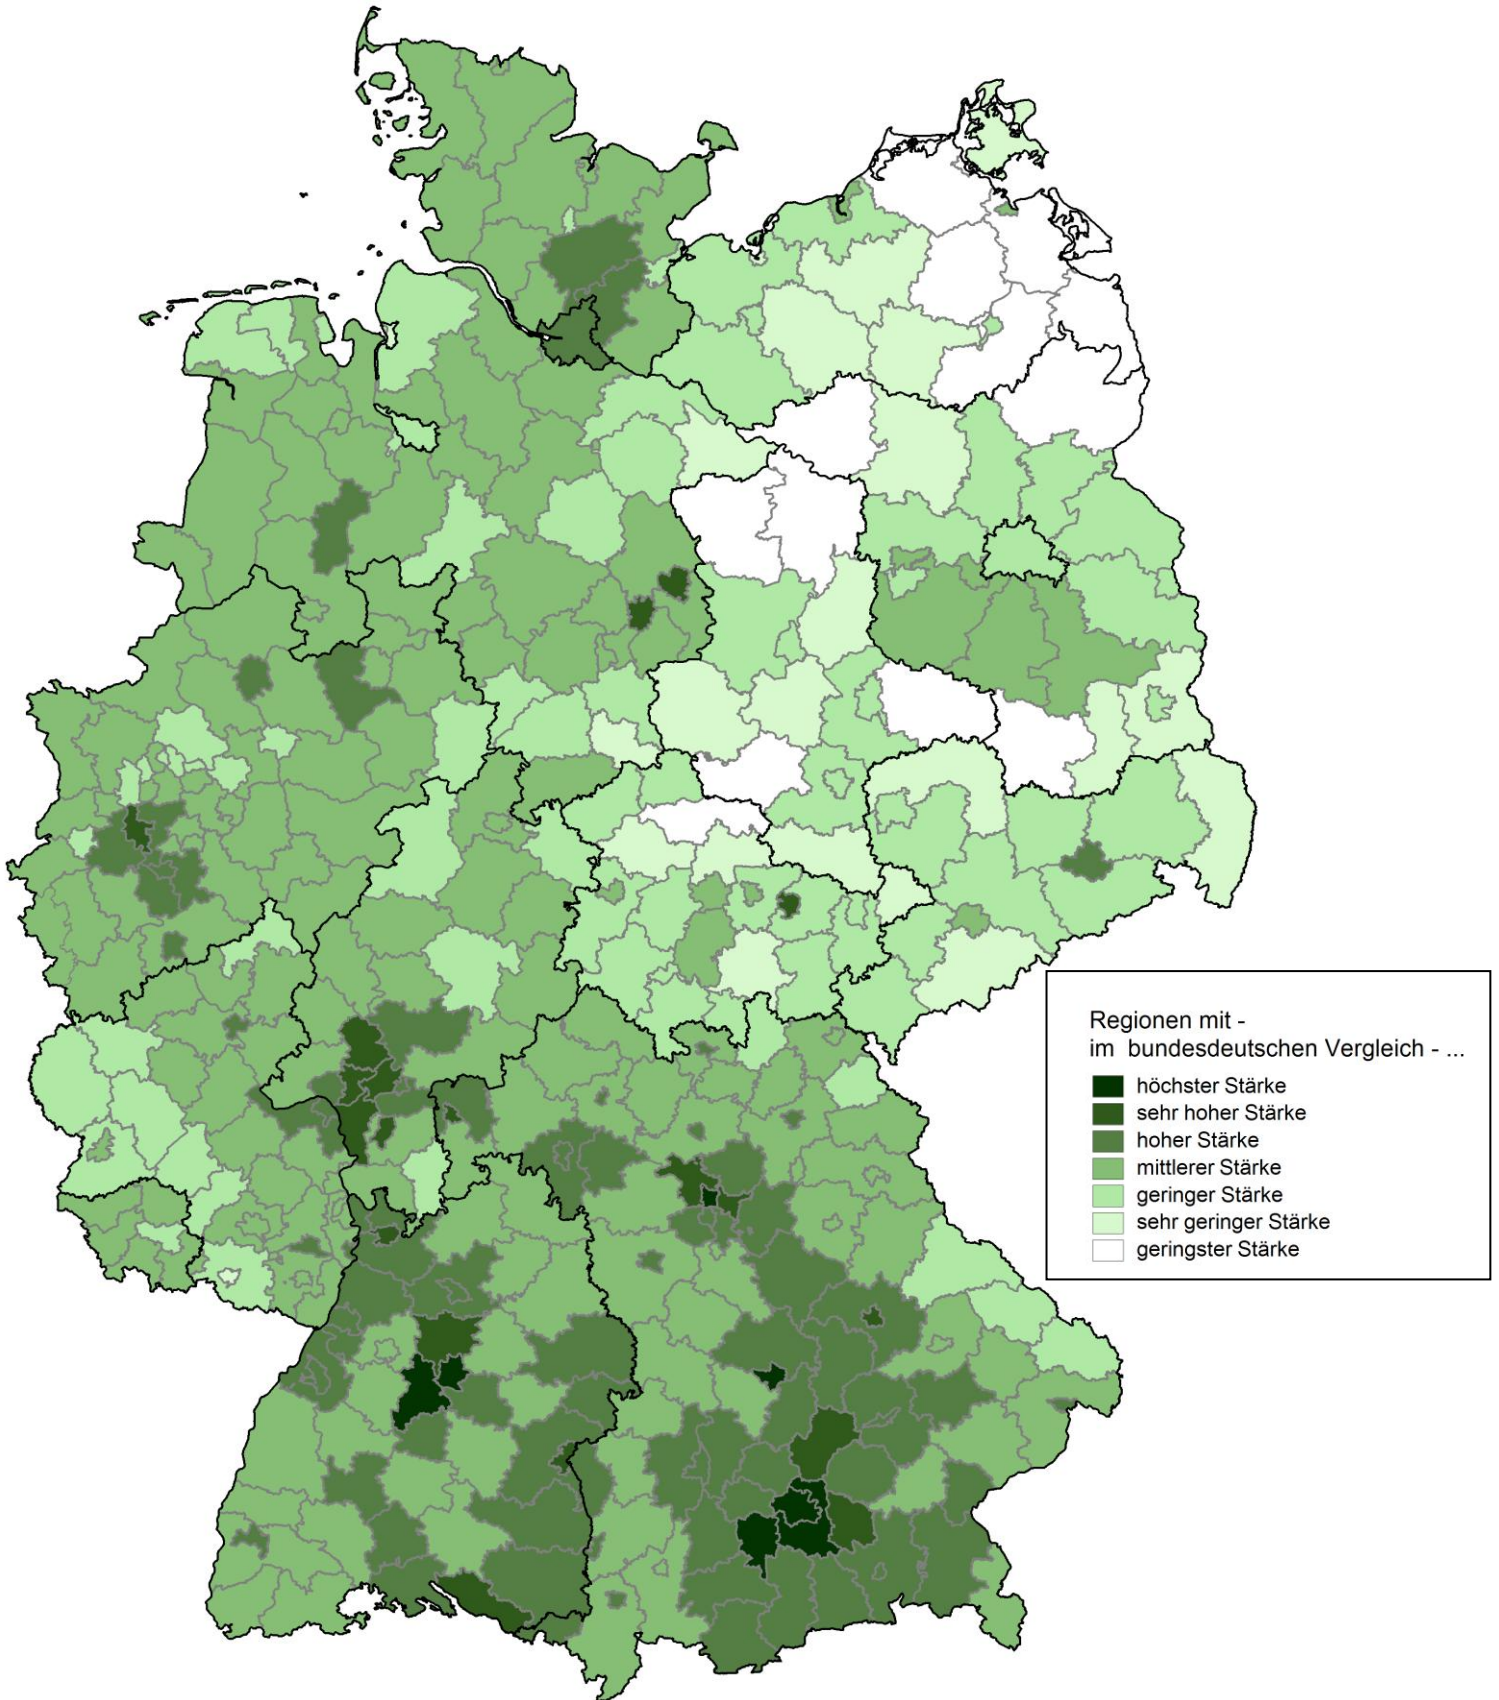 Regionen mit -
im bundesdeutschen Vergleich - ...
höchster Stärke
sehr hoher Stärke
hoher Stärke
mittlerer Stärke
geringer Stärke
sehr geringer Stärke
geringster Stärke